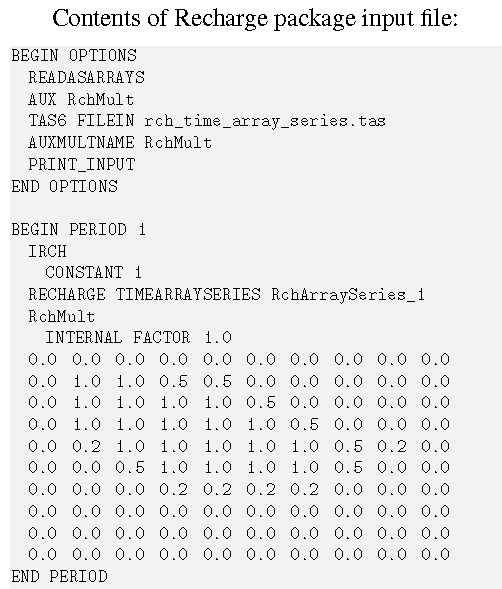 Contents of Recharge package input file:
BEGIN OPTIONS
READASARRAYS
AUX RchMult
TAS6 FILEIN rch_time_array_series.tas
AUXMULTNAME RchMult
PRINT_INPUT
END OPTIONS
BEGIN PERIOD 1
IRCH
CONSTANT 1
RECHARGE TIMEARRAYSERIES RchArraySeries_1
RchMult
INTERNAL FACTOR 1.0
0.0 0.0 0.0 0.0 0.0 0.0 0.0 0.0 0.0 0.0
0.0 1.0 1.0 0.5 0.5 0.0 0.0 0.0 0.0 0.0
0.0 1.0 1.0 1.0 1.0 0.5 0.0 0.0 0.0 0.0
0.0 1.0 1.0 1.0 1.0 1.0 0.5 0.0 0.0 0.0
0.0 0.2 1.0 1.0 1.0 1.0 1.0 0.5 0.2 0.0
0.0 0.0 0.5 1.0 1.0 1.0 1.0 0.5 0.0 0.0
0.0 0.0 0.0 0.2 0.2 0.2 0.2 0.0 0.0 0.0
0.0 0.0 0.0 0.0 0.0 0.0 0.0 0.0 0.0 0.0
0.0 0.0 0.0 0.0 0.0 0.0 0.0 0.0 0.0 0.0
0.0 0.0 0.0 0.0 0.0 0.0 0.0 0.0 0.0 0.0
END PERIOD